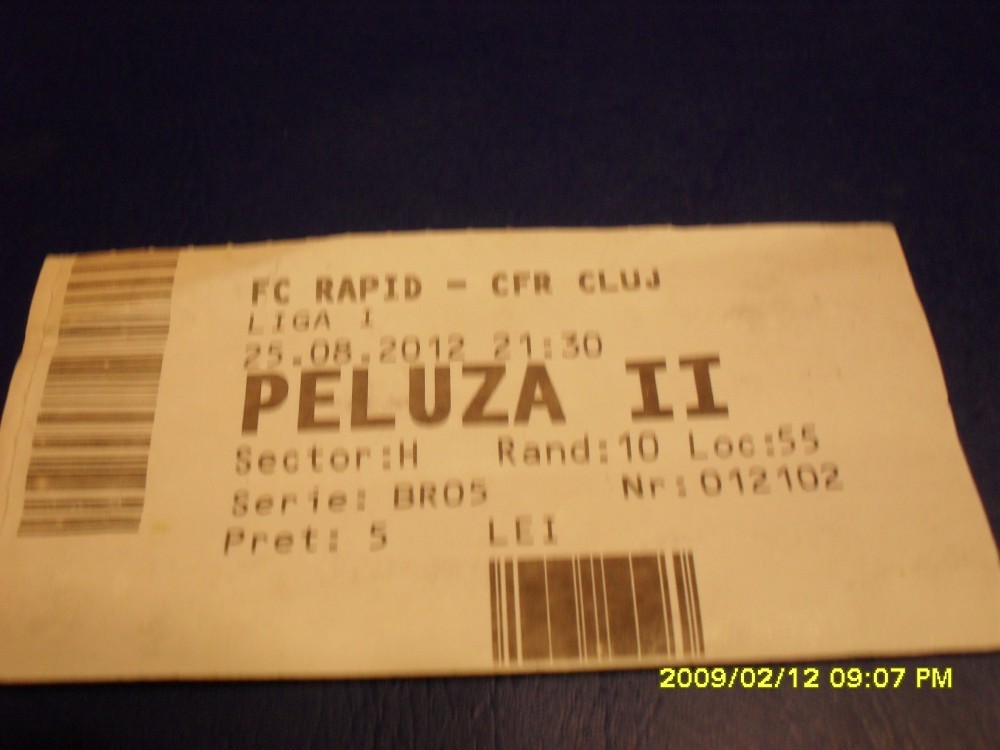 FC RAPID - CFR CLUJ
LIGA I
25.08.2012 21:30
PELUZA II
Sector:H Rand:10 Loc:55
Serie: BR05 Nr:012102
Pret: 5 LEI
2009/02/12 09:07 PM